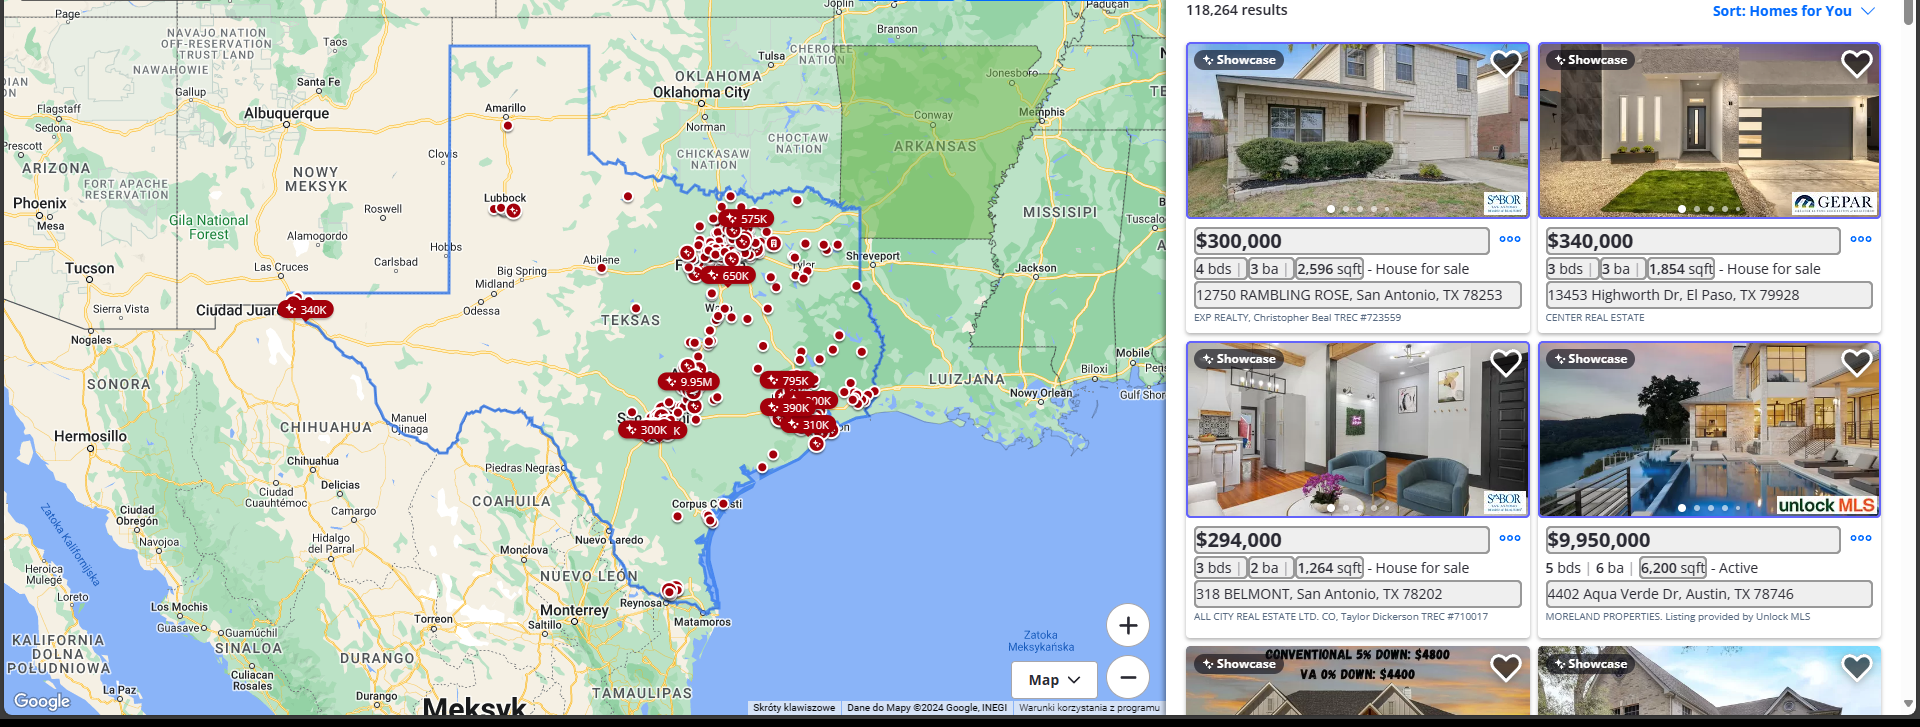 Page
NAVAJO NATION
OFF-RESERVATION
TRUST LAND
NAWAHOWIE
Gallup
Taos
Santa Fe
Albuquerque
Flagstaff
Sedona
Prescott
ARIZONA
FORT APACHE
RESERVATION
Phoenix
Mesa
Gila National
Forest
NOWY
MEKSYK
Roswell
Alamogordo
Carlsbad
Hobbs
Clovis
Tucson
Las Cruces
Ciudad Juar
340K
Sierra Vista
Nogales
SONORA
Hermosillo
Amarillo
Lubbock
Big Spring
Midland
Odessa
Abilene
TEKSAS
OKLAHOMA
Oklahoma City
Norman
Tulsa
CHEROKEE
NATION
CHOCTAW
NATION
CHICKASAW
NATION
Joplin
Branson
Paducah
Jonesboro
Conway
Memphis
ARKANSAS
MISSISIPI
Tuscaloo
Jackson
Shreveport
575K
650K
9.95M
795K
390K
310K
300K
LUIZJANA
Nowy Orlean
Biloxi
Mobile
Gulf Shor
Manuel
Ojinaga
CHIHUAHUA
Chihuahua
Delicias
Ciudad
Cuauhtémoc
Camargo
Hidalgo
del Parral
Piedras Negras
COAHUILA
Nuevo Laredo
Monclova
NUEVO LEÓN
Reynosa
Monterrey
Saltillo
Matamoros
Torreon
Corpus C sti
Ciudad
Obregón
Navojoa
Zatoka Kalifornijska
Heroica
Mulegé
Loreto
Los Mochis
Guasave
Guamúchil
SINALOA
Culiacan
Rosales
KALIFORNIA
DOLNA
POŁUDNIOWA
La Paz
DURANGO
Durango
Meksyk
TAMAULIPAS
Zatoka
Meksykańska
Map
Google
Skróty klawiszowe
Dane do Mapy ©2024 Google, INEGI
Warunki korzystania z programu
118,264 results
Sort: Homes for You
Showcase
SABOR
$300,000
4 bds | 3 ba | 2,596 sqft - House for sale
12750 RAMBLING ROSE, San Antonio, TX 78253
EXP REALTY, Christopher Beal TREC #723559
Showcase
GEPAR
$340,000
3 bds | 3 ba | 1,854 sqft - House for sale
13453 Highworth Dr, El Paso, TX 79928
CENTER REAL ESTATE
Showcase
SABOR
$294,000
3 bds | 2 ba | 1,264 sqft - House for sale
318 BELMONT, San Antonio, TX 78202
ALL CITY REAL ESTATE LTD. CO, Taylor Dickerson TREC #710017
Showcase
unlock MLS
$9,950,000
5 bds | 6 ba | 6,200 sqft - Active
4402 Aqua Verde Dr, Austin, TX 78746
MORELAND PROPERTIES. Listing provided by Unlock MLS
Showcase
CONVENTIONAL 5% DOWN: $4800
VA 0% DOWN: $4400
Showcase